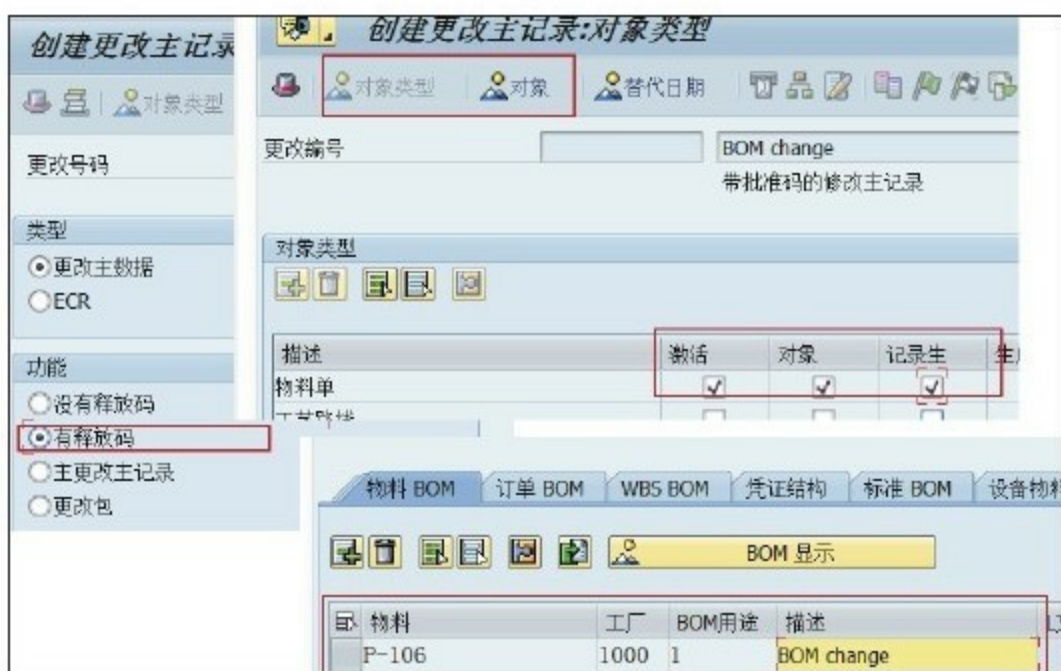 创建更改主记录
对象类型
更改号码
类型
更改主数据
ECR
功能
没有释放码
有释放码
主更改主记录
更改包
创建更改主记录:对象类型
对象类型 对象 替代日期
更改编号 BOM change
带批准码的修改主记录
对象类型
描述 激活 对象 记录生
物料单
工艺路线
物料 BOM 订单 BOM WBS BOM 凭证结构 标准 BOM 设备物料
BOM 显示
物料 工厂 BOM用途 描述
P-106 1000 1 BOM change